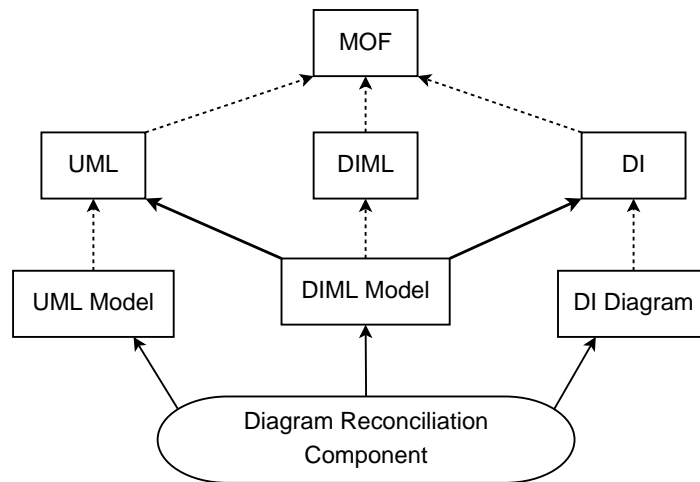 MOF
UML
DIML
DI
UML Model
DIML Model
DI Diagram
Diagram Reconciliation
Component